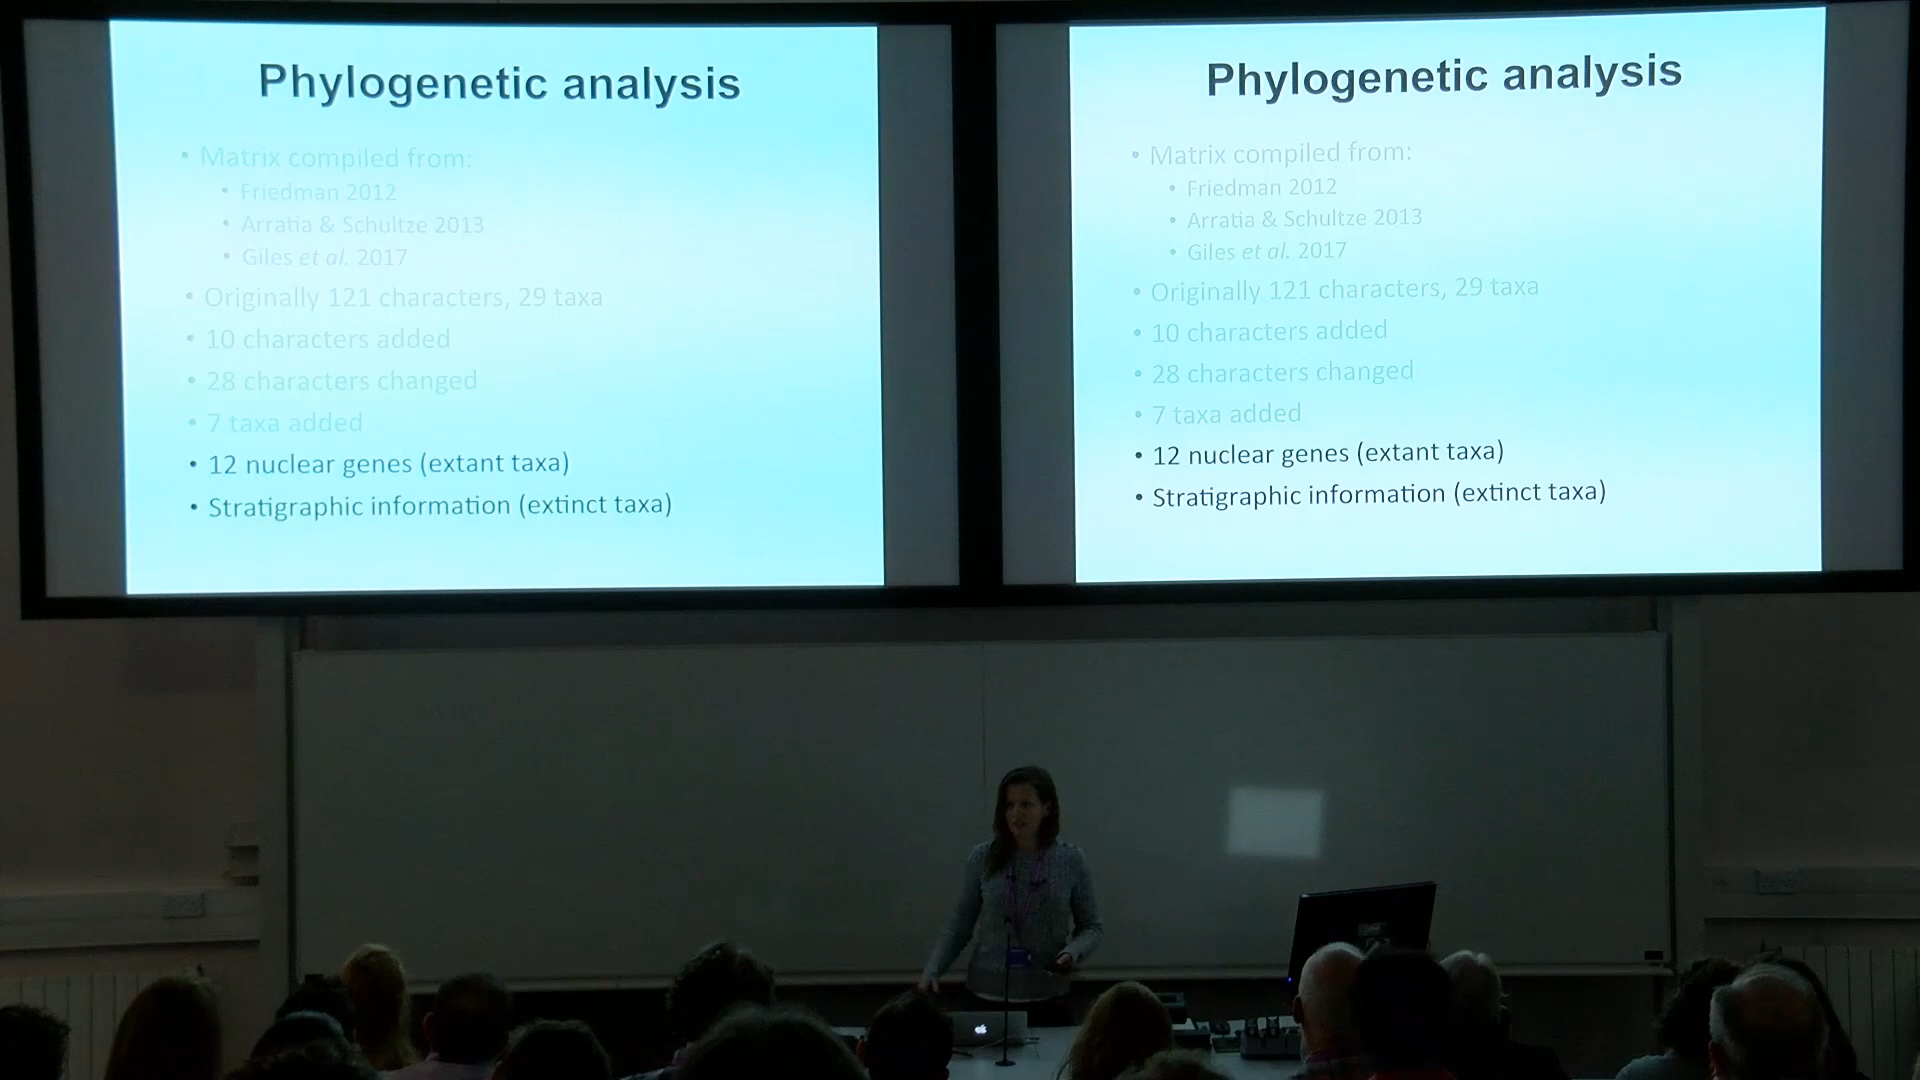 Phylogenetic analysis
• Matrix compiled from:
• Friedman 2012
• Arratia & Schultze 2013
• Giles et al. 2017
• Originally 121 characters, 29 taxa
• 10 characters added
• 28 characters changed
• 7 taxa added
• 12 nuclear genes (extant taxa)
• Stratigraphic information (extinct taxa)
Phylogenetic analysis
• Matrix compiled from:
• Friedman 2012
• Arratia & Schultze 2013
• Giles et al. 2017
• Originally 121 characters, 29 taxa
• 10 characters added
• 28 characters changed
• 7 taxa added
• 12 nuclear genes (extant taxa)
• Stratigraphic information (extinct taxa)